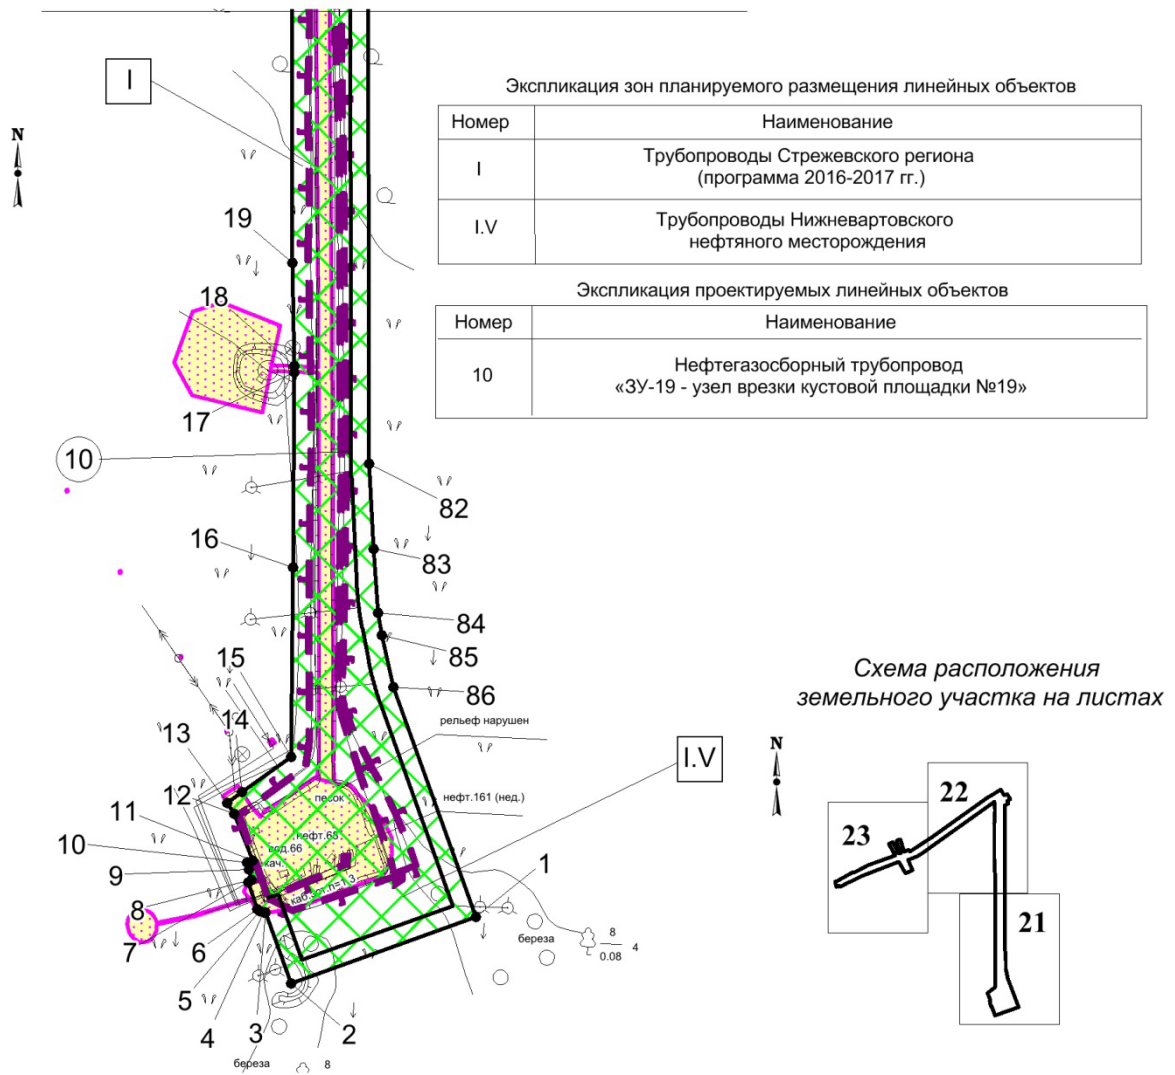 I
N
Экспликация зон планируемого размещения линейных объектов
Номер
Наименование
I
Трубопроводы Стрежевского региона
(программа 2016-2017 гг.)
I.V
Трубопроводы Нижневартовского
нефтяного месторождения
Экспликация проектируемых линейных объектов
Номер
Наименование
10
Нефтегазосборный трубопровод
«ЗУ-19 - узел врезки кустовой площадки №19»
19
18
17
10
82
16
83
84
85
15
86
рельеф нарушен
14
13
I.V
12
песок
нефт.161 (нед.)
11
нефт.65
вод.66
10
кач.
9
8
7
6
5
4
3
2
1
береза
8
4
0.08
береза
8
Схема расположения
земельного участка на листах
N
22
23
21